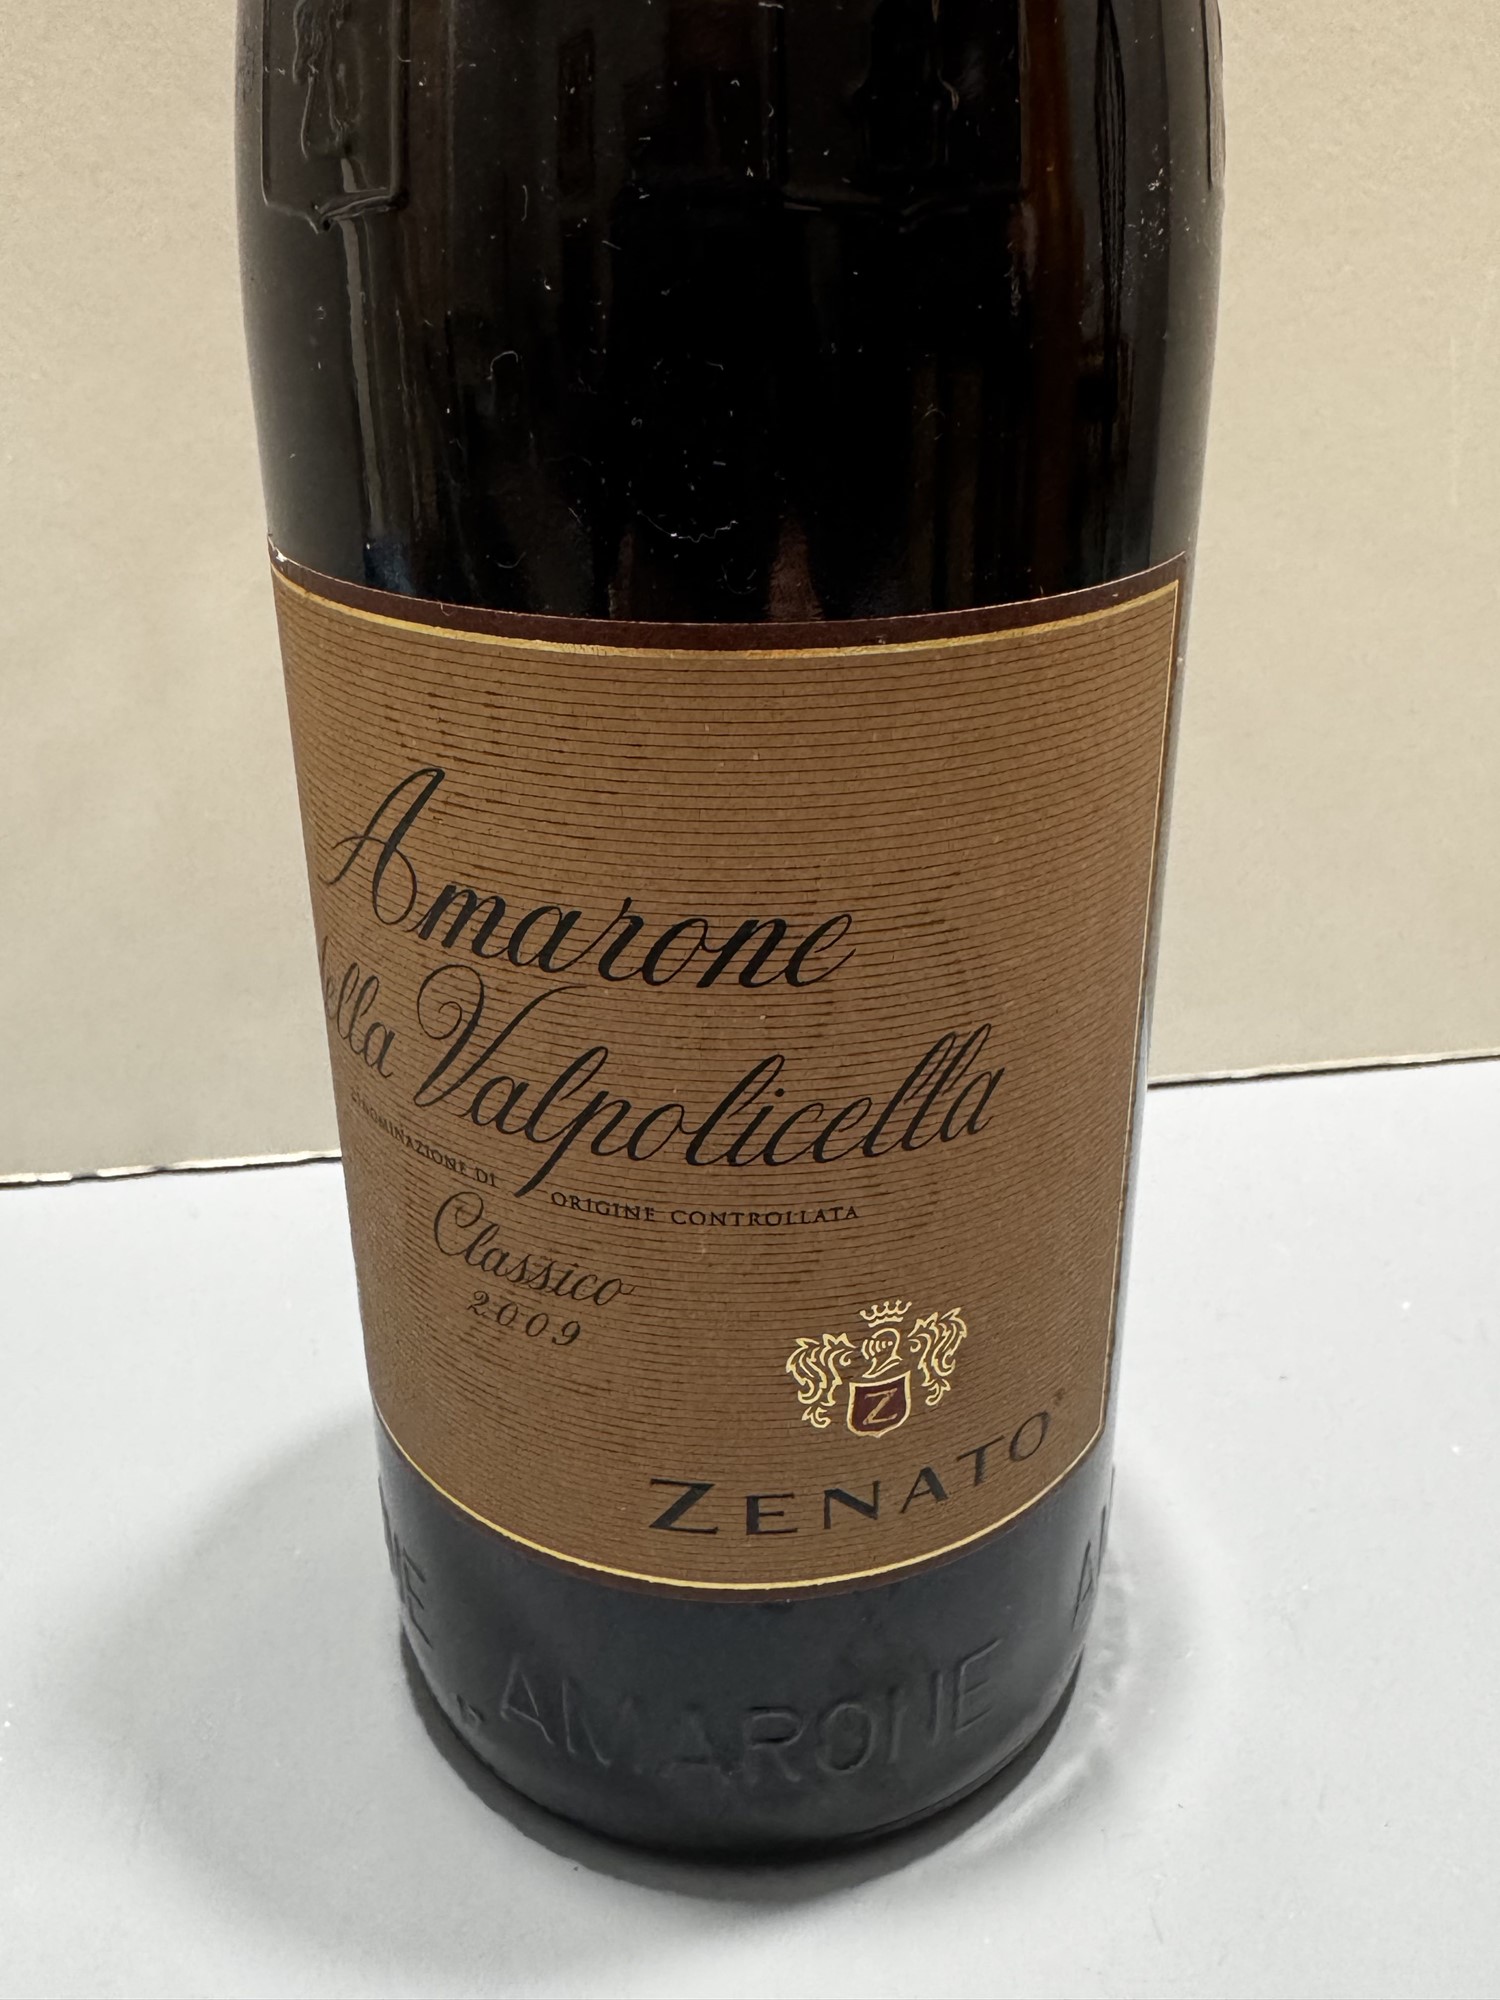 Amarone
della Valpolicella
DENOMINAZIONE DI ORIGINE CONTROLLATA
Classico
2009
Z
ZENATO
AMARONE